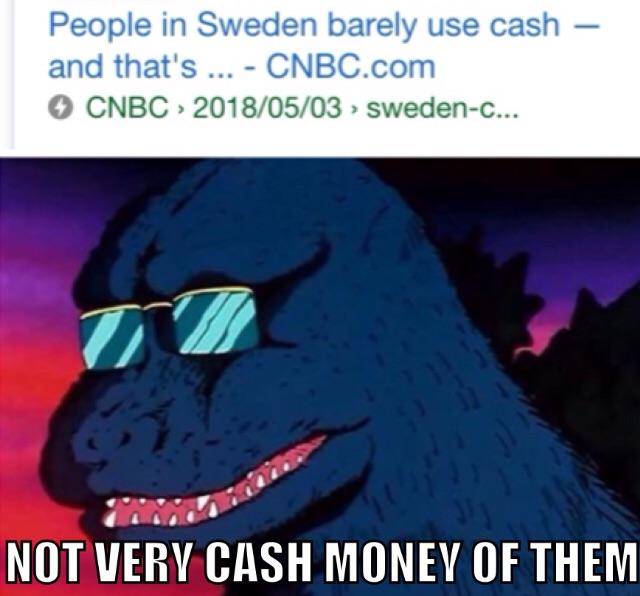 People in Sweden barely use cash —
and that's ... - CNBC.com
CNBC › 2018/05/03 › sweden-c...
NOT VERY CASH MONEY OF THEM